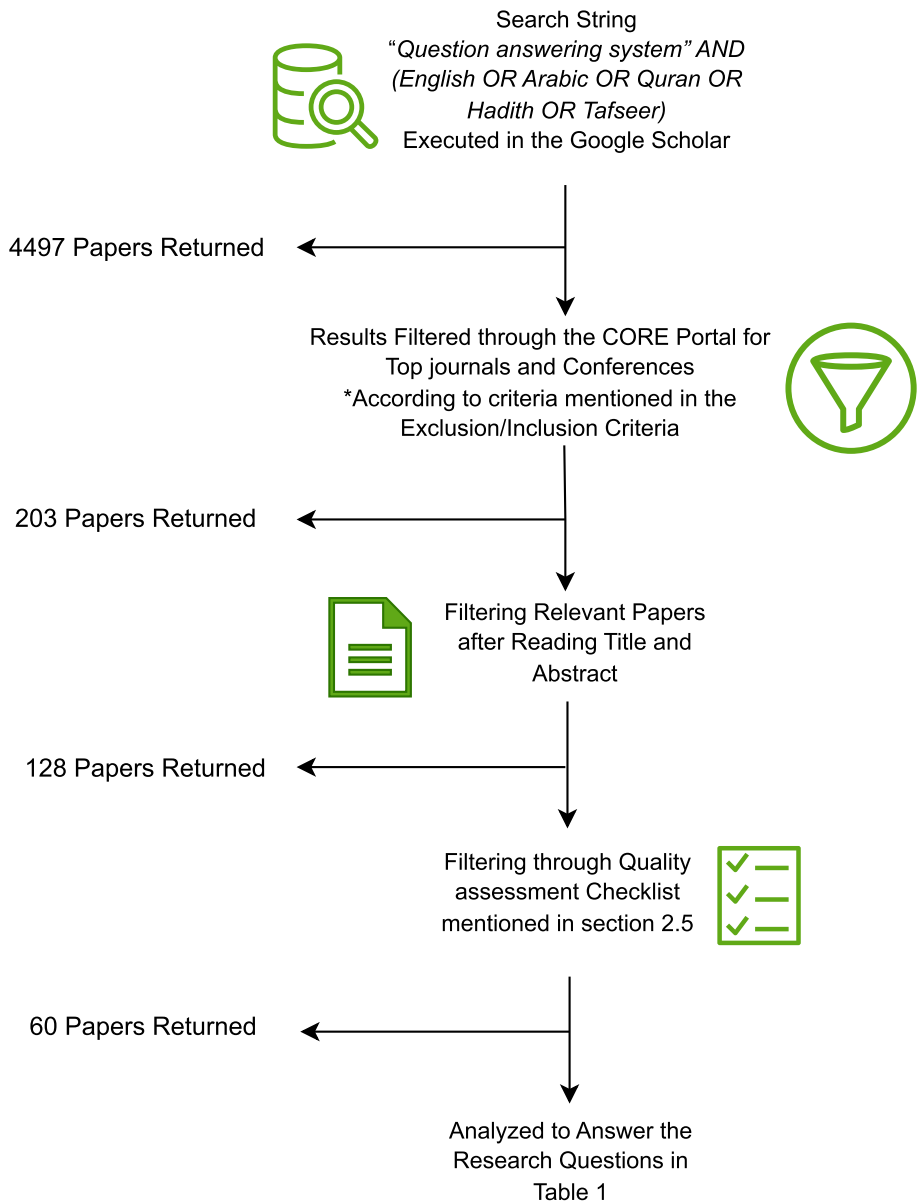 Search String
“Question answering system” AND
(English OR Arabic OR Quran OR
Hadith OR Tafseer)
Executed in the Google Scholar
4497 Papers Returned
Results Filtered through the CORE Portal for
Top journals and Conferences
*According to criteria mentioned in the
Exclusion/Inclusion Criteria
203 Papers Returned
Filtering Relevant Papers
after Reading Title and
Abstract
128 Papers Returned
Filtering through Quality
assessment Checklist
mentioned in section 2.5
60 Papers Returned
Analyzed to Answer the
Research Questions in
Table 1